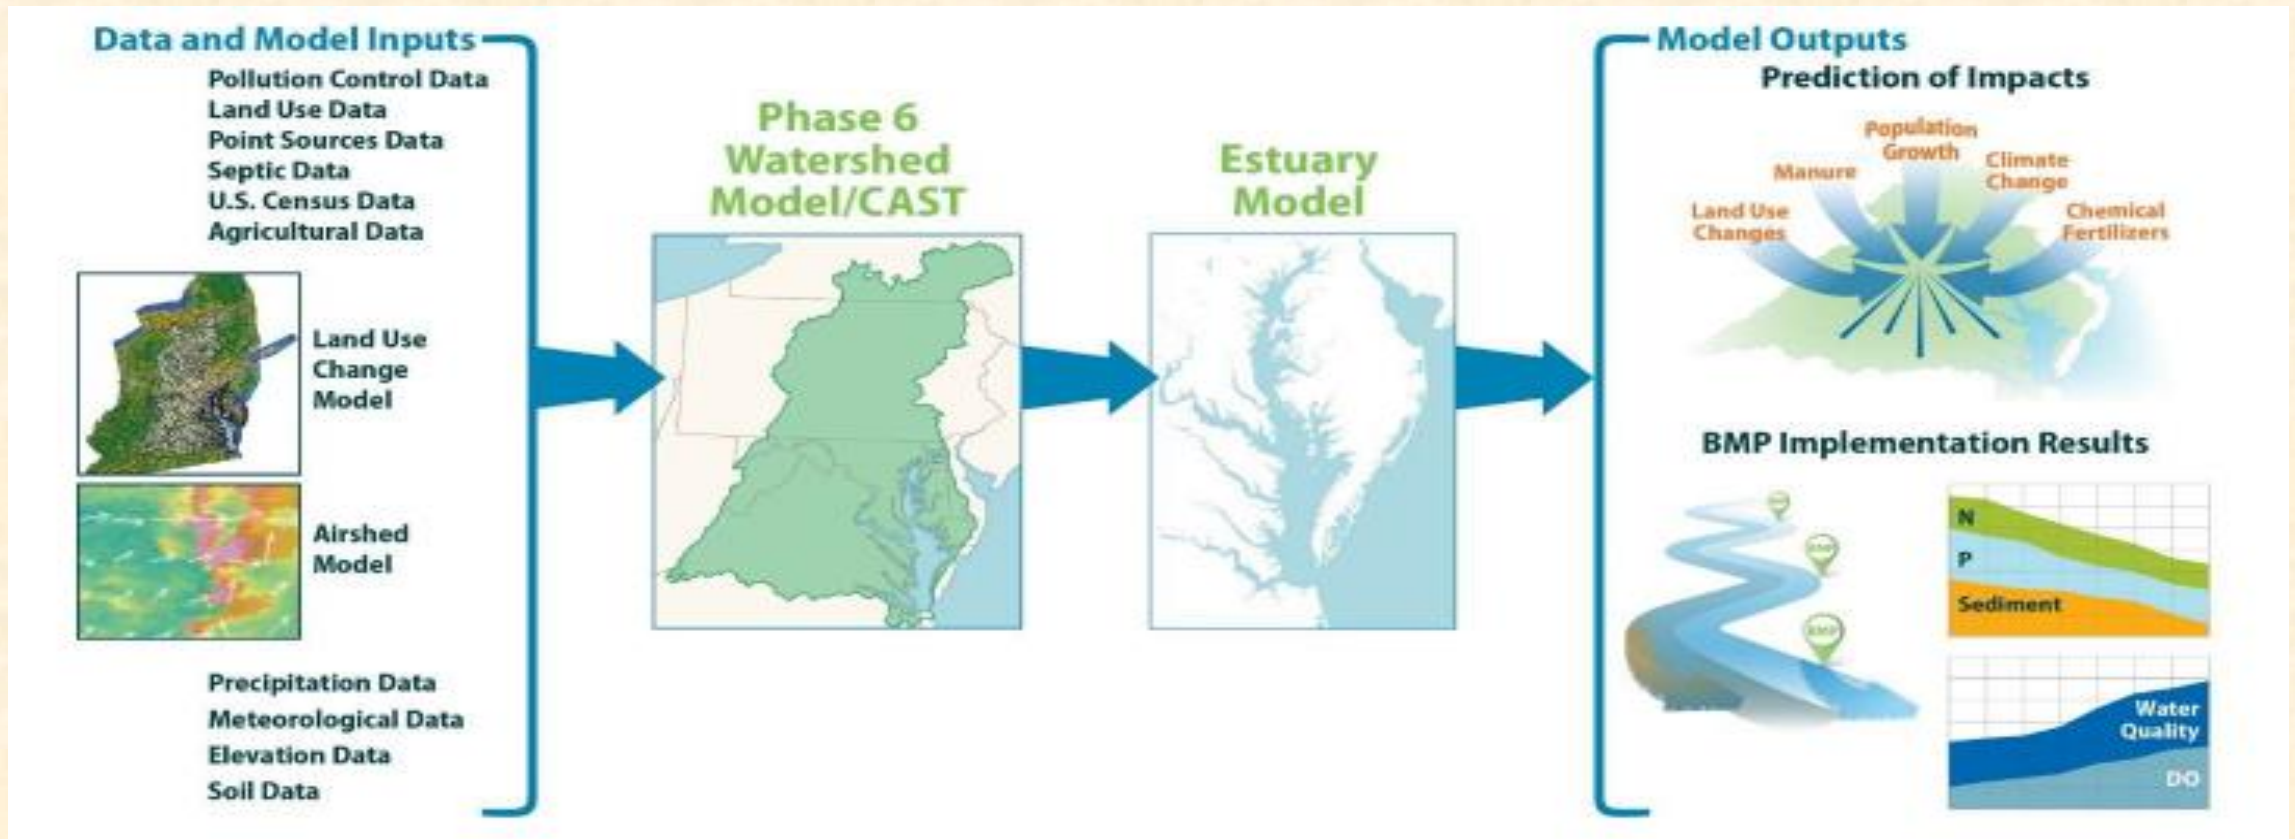 Data and Model Inputs
Pollution Control Data
Land Use Data
Point Sources Data
Septic Data
U.S. Census Data
Agricultural Data
Land Use
Change
Model
Airshed
Model
Precipitation Data
Meteorological Data
Elevation Data
Soil Data
Phase 6
Watershed
Model/CAST
Estuary
Model
Model Outputs
Prediction of Impacts
Land Use
Changes
Manure
Population
Growth
Climate
Change
Chemical
Fertilizers
BMP Implementation Results
BMP
BMP
N
P
Sediment
Water
Quality
DO